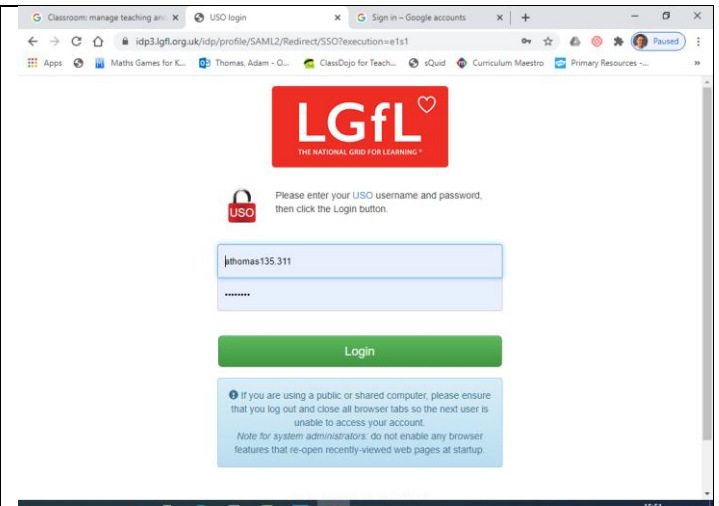 Classroom: manage teaching and
USO login
Sign in – Google accounts
idp3.lgfl.org.uk/idp/profile/SAML2/Redirect/SSO?execution=e1s1
Paused
Apps
Maths Games for K...
Thomas, Adam - O...
ClassDojo for Teach...
sQuid
Curriculum Maestro
Primary Resources -...
LGfL
THE NATIONAL GRID FOR LEARNING ®
USO
Please enter your USO username and password,
then click the Login button.
athomas135.311
••••••••
Login
If you are using a public or shared computer, please ensure
that you log out and close all browser tabs so the next user is
unable to access your account.
Note for system administrators: do not enable any browser
features that re-open recently-viewed web pages at startup.